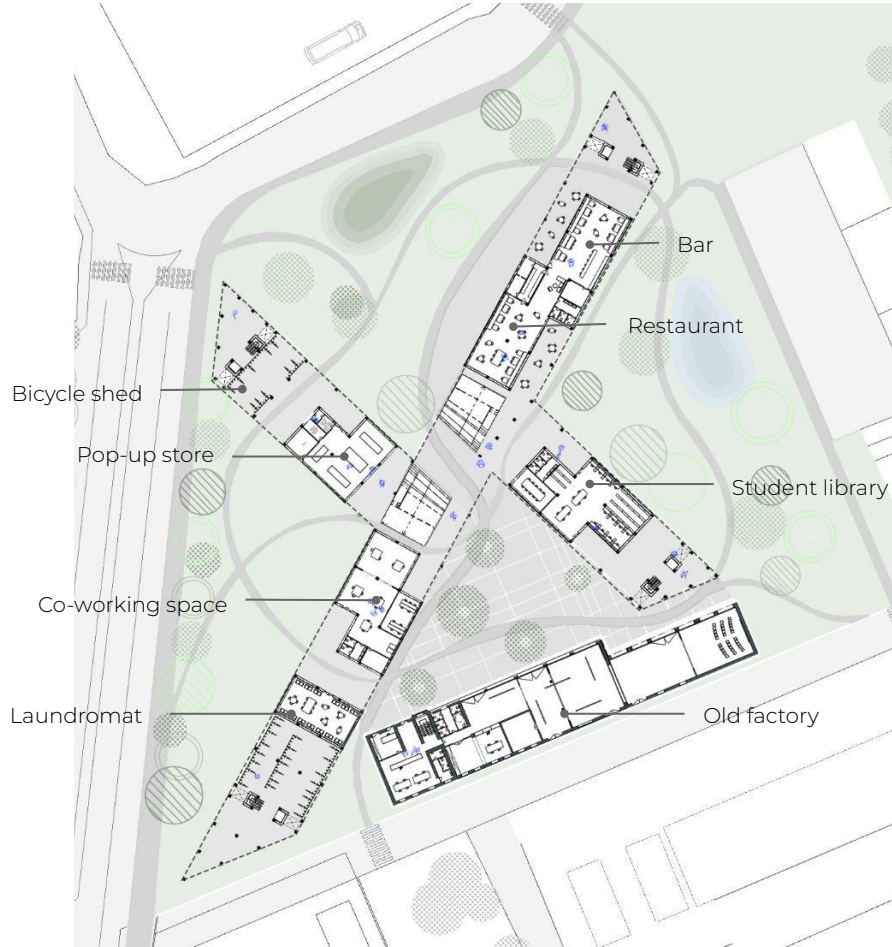 Bar
Restaurant
Bicycle shed
Pop-up store
Student library
Co-working space
Laundromat
Old factory